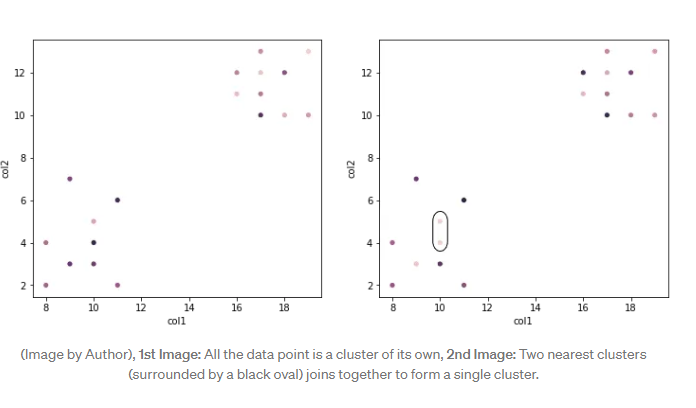 12
10
8
6
4
2
col2
8 10 12 14 16 18
col1
12
10
8
6
4
2
col2
8 10 12 14 16 18
col1
(Image by Author), 1st Image: All the data point is a cluster of its own, 2nd Image: Two nearest clusters
(surrounded by a black oval) joins together to form a single cluster.